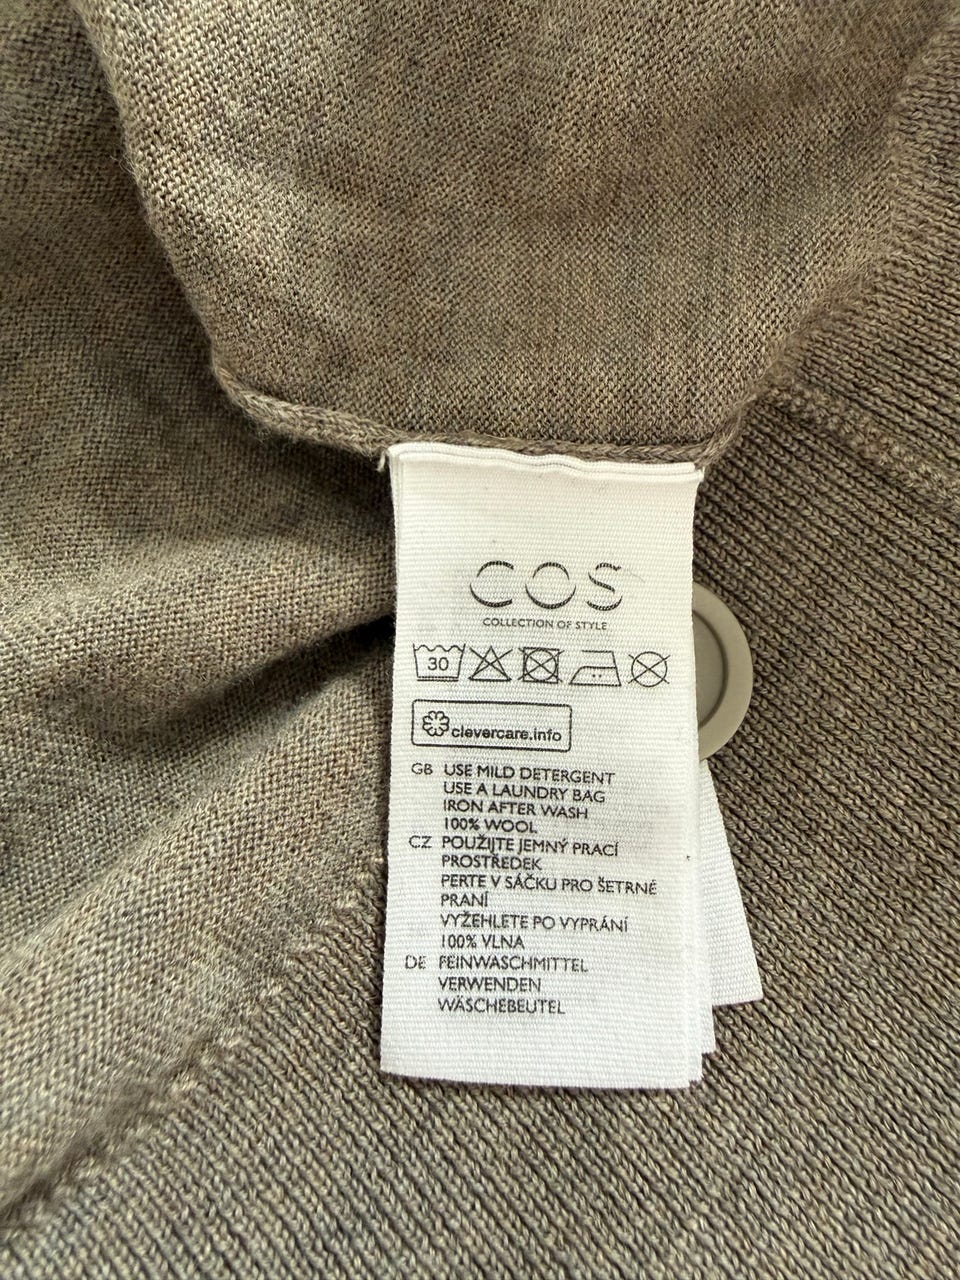 COS
COLLECTION OF STYLE
30
clevercare.info
GB USE MILD DETERGENT
USE A LAUNDRY BAG
IRON AFTER WASH
100% WOOL
CZ POUŽIJTE JEMNÝ PRACÍ
PROSTŘEDEK
PERTE V SÁČKU PRO ŠETRNÉ
PRANÍ
VYŽEHLETE PO VYPRÁNÍ
100% VLNA
DE FEINWASCHMITTEL
VERWENDEN
WÄSCHEBEUTEL